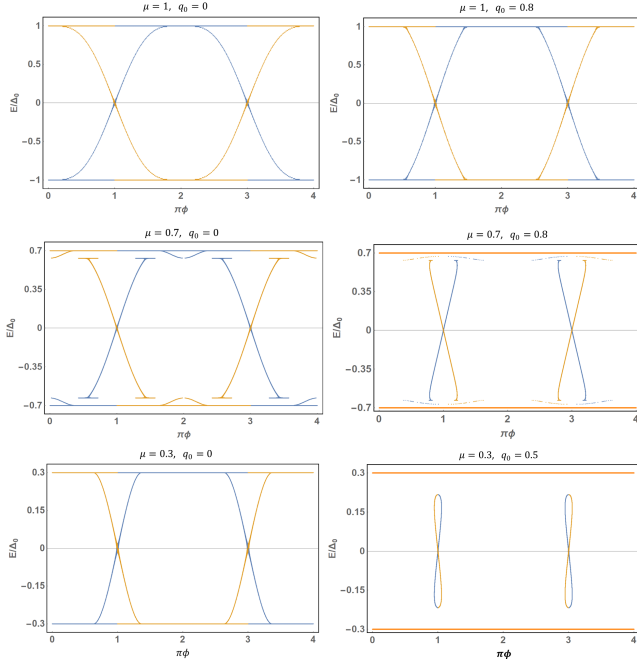 μ = 1, q₀ = 0
E/Δ₀
1
0.5
0
−0.5
−1
0 1 2 3 4
πϕ
μ = 1, q₀ = 0.8
E/Δ₀
1
0.5
0
−0.5
−1
0 1 2 3 4
πϕ
μ = 0.7, q₀ = 0
E/Δ₀
0.7
0.35
0
−0.35
−0.7
0 1 2 3 4
πϕ
μ = 0.7, q₀ = 0.8
E/Δ₀
0.7
0.35
0
−0.35
−0.7
0 1 2 3 4
πϕ
μ = 0.3, q₀ = 0
E/Δ₀
0.3
0.15
0
−0.15
−0.3
0 1 2 3 4
πϕ
μ = 0.3, q₀ = 0.5
E/Δ₀
0.3
0.15
0
−0.15
−0.3
0 1 2 3 4
πϕ